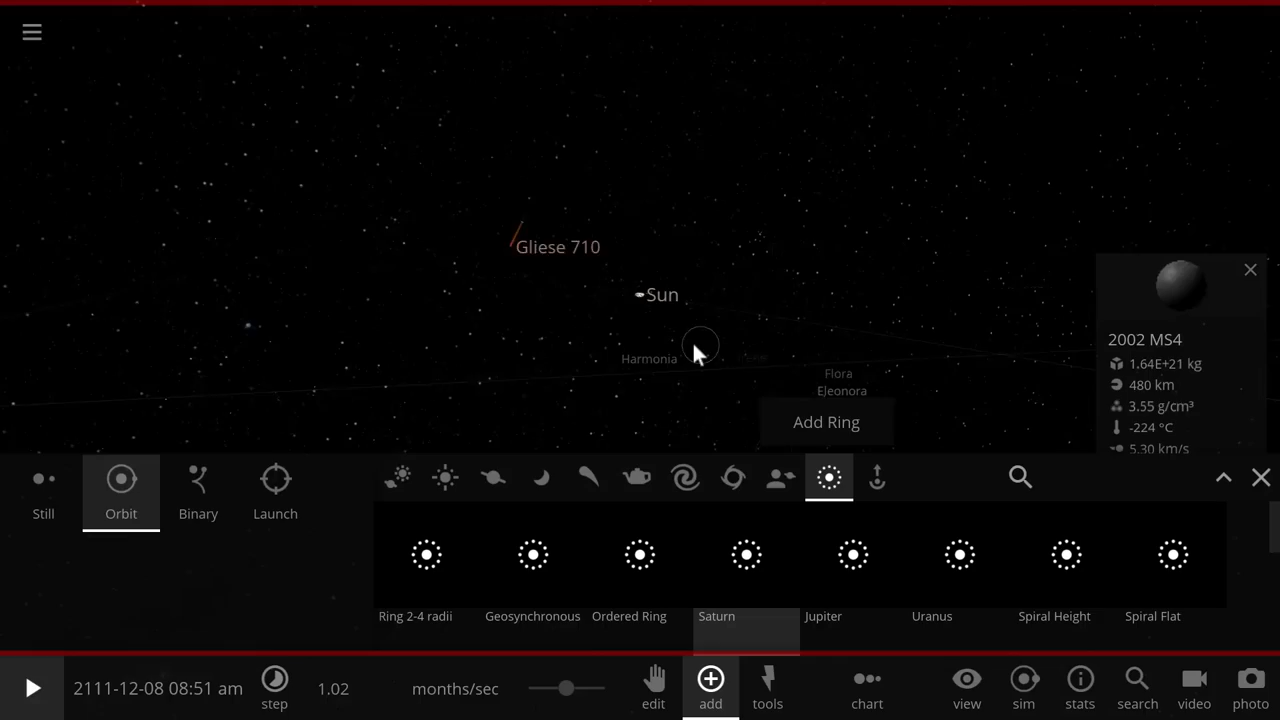 Gliese 710
Sun
Harmonia
Flora
Eleonora
Add Ring
2002 MS4
1.64E+21 kg
480 km
3.55 g/cm³
-224 °C
5.30 km/s
Still
Orbit
Binary
Launch
Ring 2-4 radii
Geosynchronous
Ordered Ring
Saturn
Jupiter
Uranus
Spiral Height
Spiral Flat
2111-12-08 08:51 am
step
1.02
months/sec
edit
add
tools
chart
view
sim
stats
search
video
photo